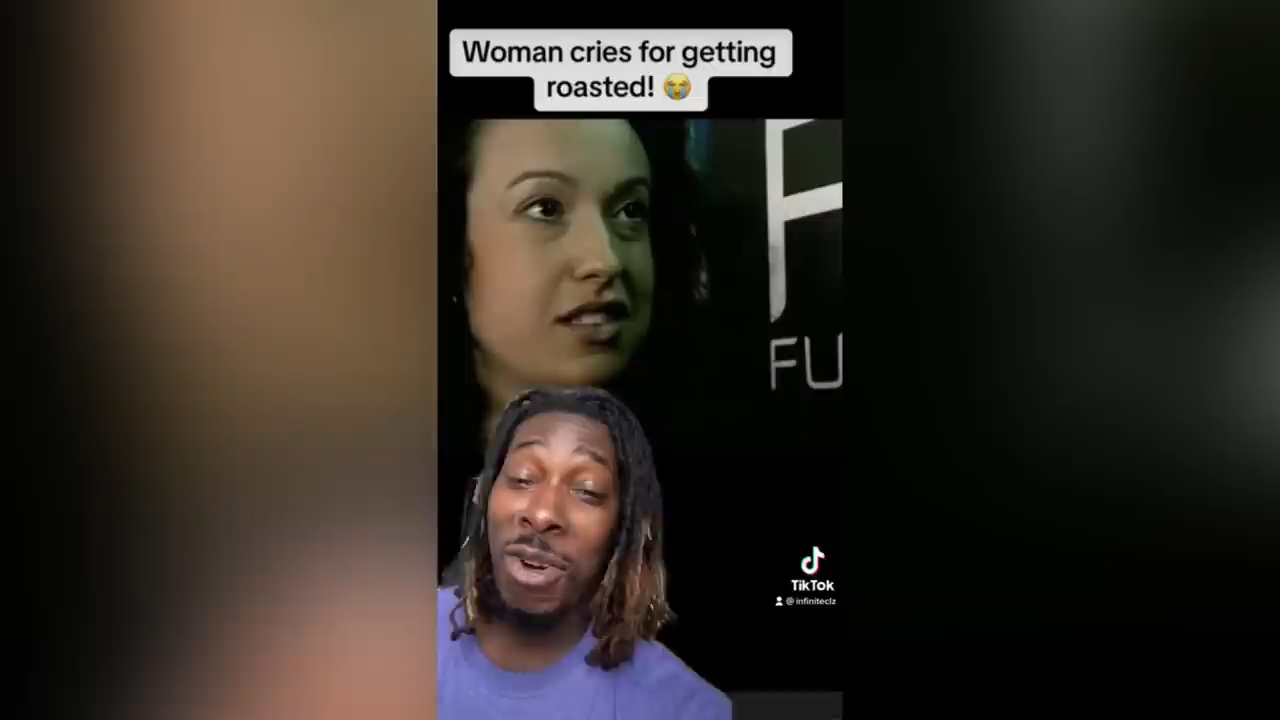 Woman cries for getting
roasted! 😭
F
FU
TikTok
@infiniteclz